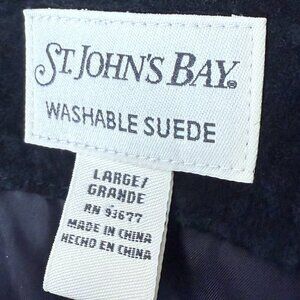 ST. JOHN'S BAY®
WASHABLE SUEDE
LARGE/
GRANDE
RN 93677
MADE IN CHINA
HECHO EN CHINA